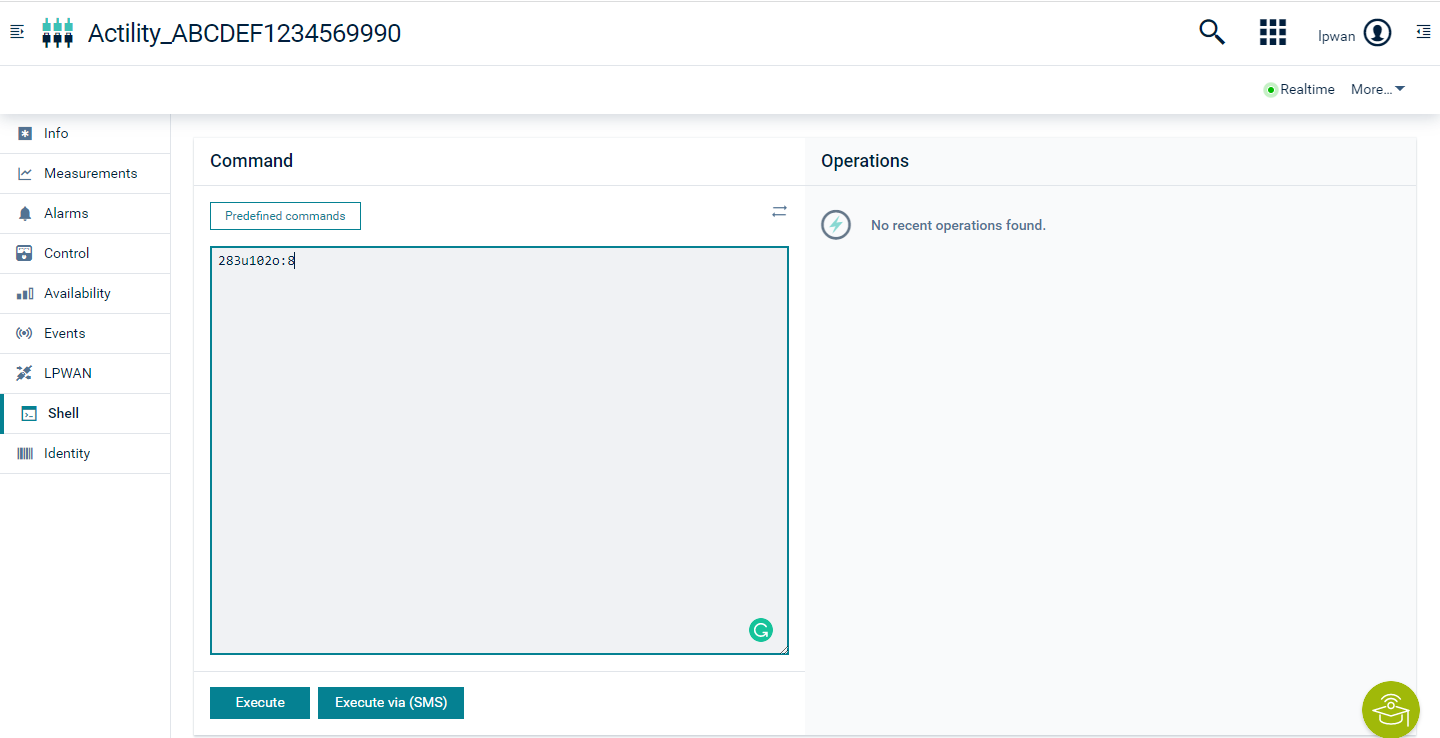 Actility_ABCDEF1234569990
lpwan
Realtime
More...
Info
Measurements
Alarms
Control
Availability
Events
LPWAN
Shell
Identity
Command
Predefined commands
283u102o:8
Execute
Execute via (SMS)
Operations
No recent operations found.